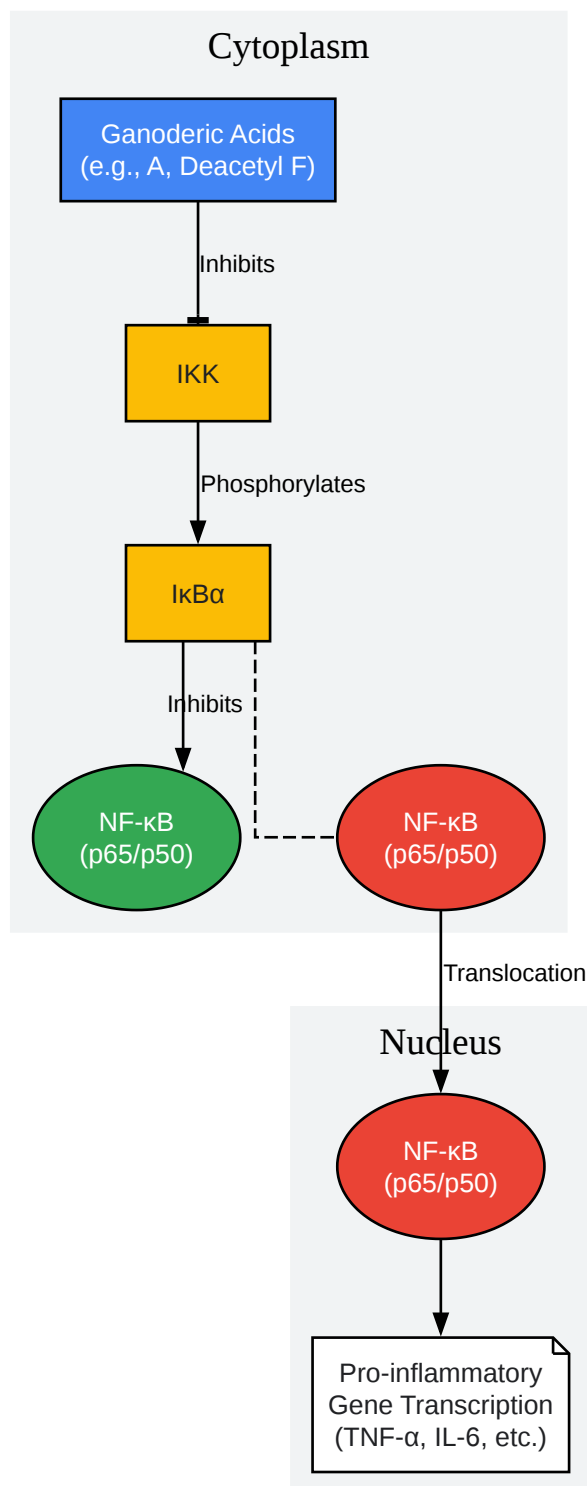 Cytoplasm
Ganoderic Acids
(e.g., A, Deacetyl F)
Inhibits
IKK
Phosphorylates
IκBα
Inhibits
NF-κB
(p65/p50)
NF-κB
(p65/p50)
Translocation
Nucleus
NF-κB
(p65/p50)
Pro-inflammatory
Gene Transcription
(TNF-α, IL-6, etc.)